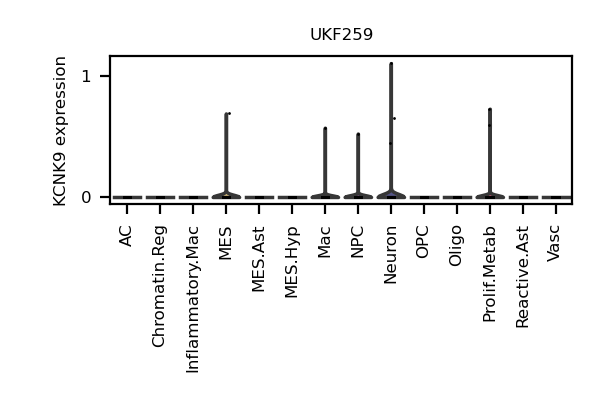 UKF259
KCNK9 expression
1
0
AC
Chromatin.Reg
Inflammatory.Mac
MES
MES.Ast
MES.Hyp
Mac
NPC
Neuron
OPC
Oligo
Prolif.Metab
Reactive.Ast
Vasc